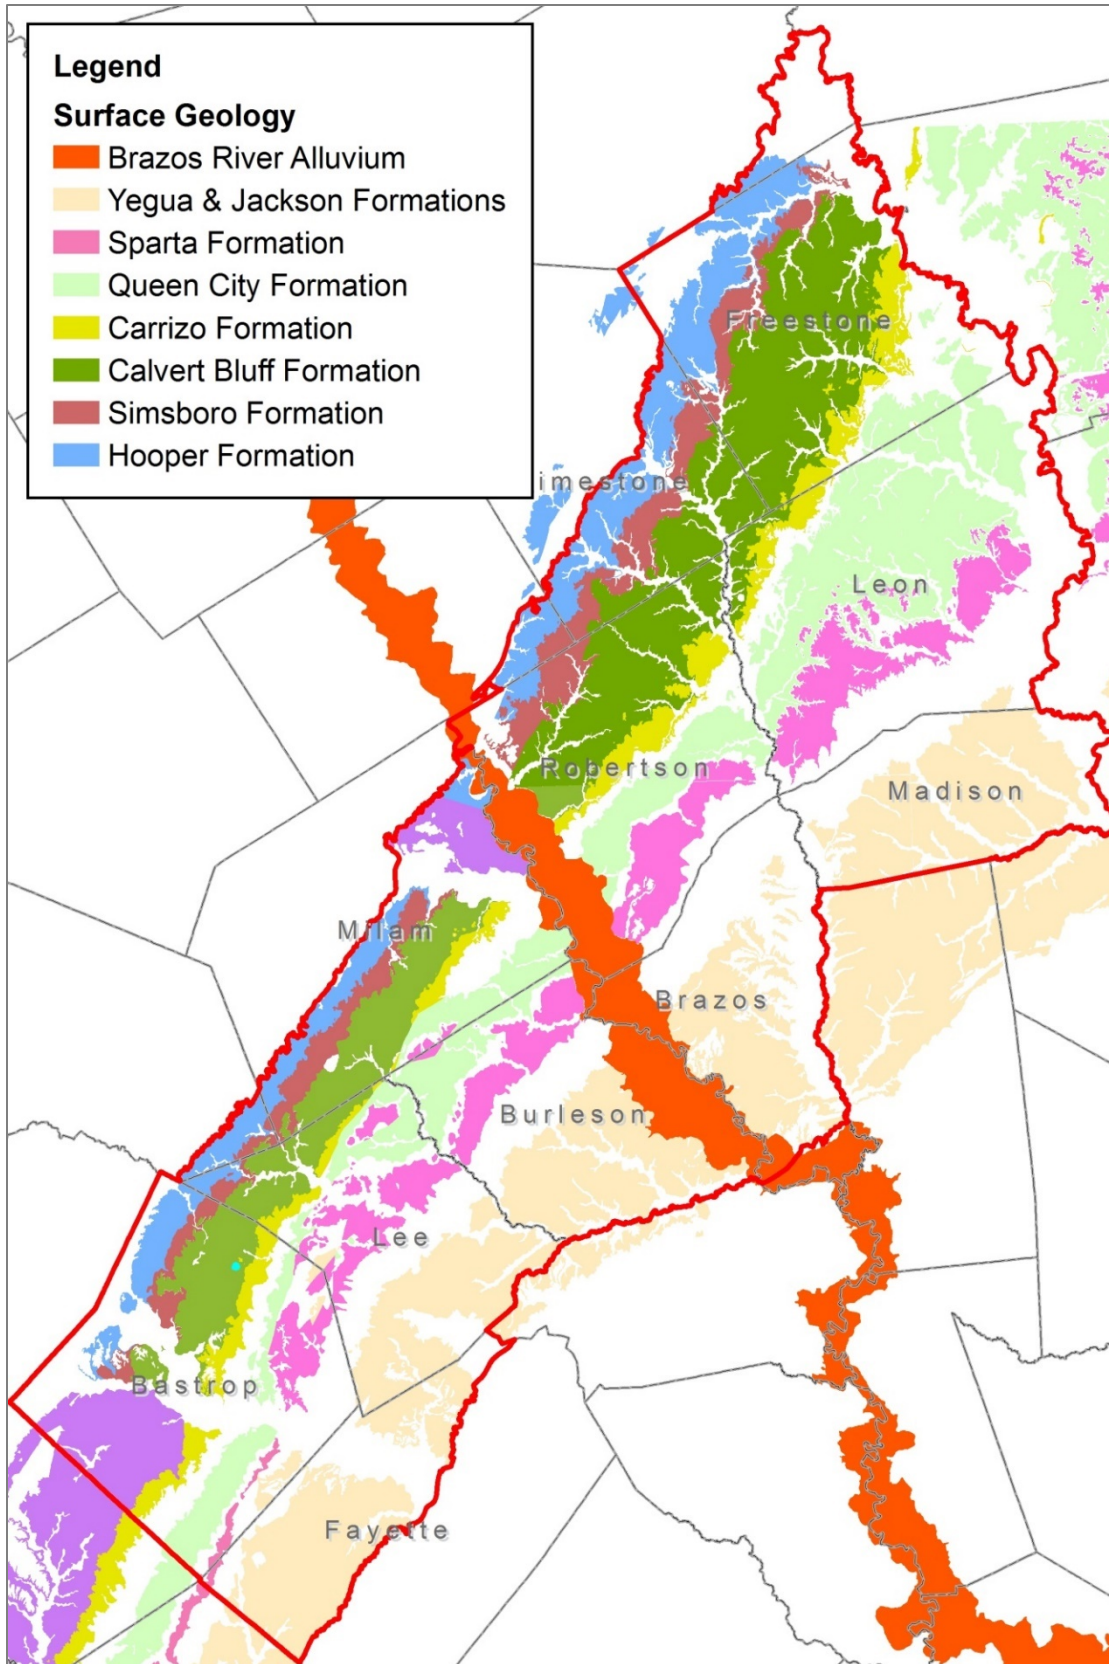 Legend
Surface Geology
Brazos River Alluvium
Yegua & Jackson Formations
Sparta Formation
Queen City Formation
Carrizo Formation
Calvert Bluff Formation
Simsboro Formation
Hooper Formation
Freestone
imestone
Leon
Robertson
Madison
Milam
Brazos
Burleson
Lee
Bastrop
Fayette